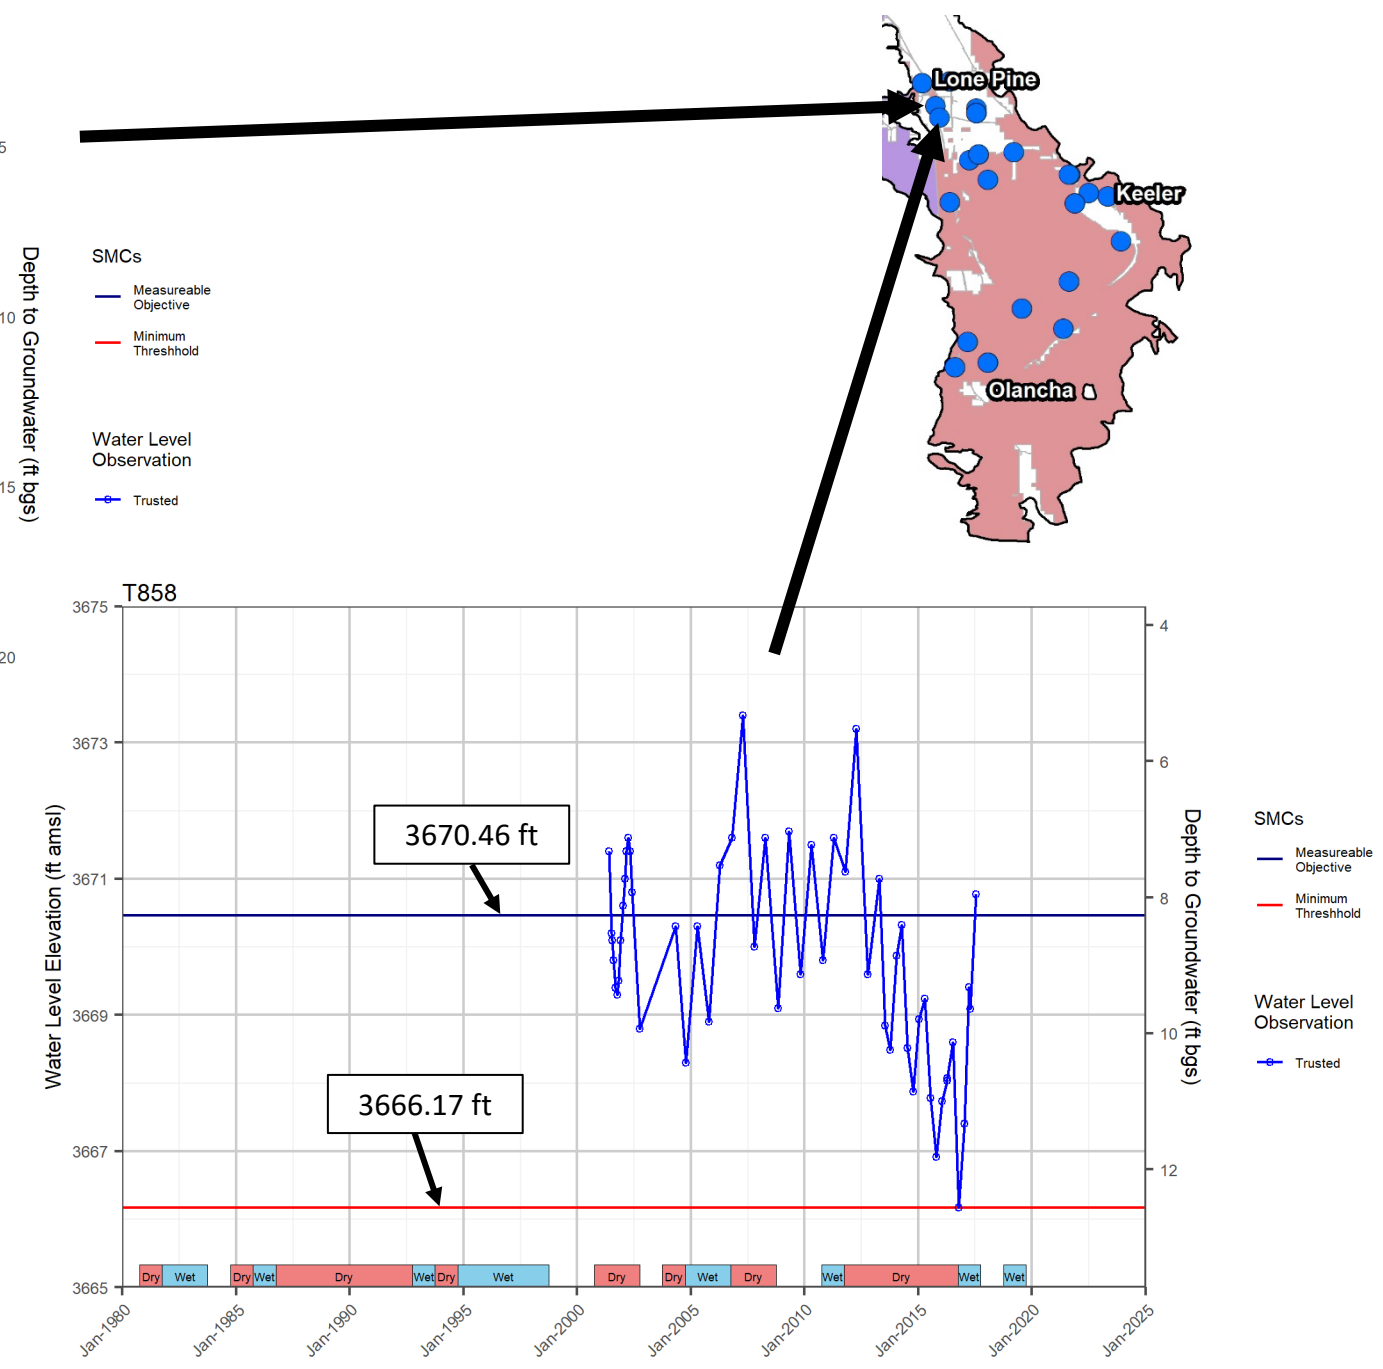 Lone Pine
Keeler
Olancha
5
10
15
20
Depth to Groundwater (ft bgs)
SMCs
Measureable
Objective
Minimum
Threshhold
Water Level
Observation
Trusted
T858
3675
3673
3671
3669
3667
3665
Water Level Elevation (ft amsl)
3670.46 ft
3666.17 ft
4
6
8
10
12
Depth to Groundwater (ft bgs)
SMCs
Measureable
Objective
Minimum
Threshhold
Water Level
Observation
Trusted
Dry Wet Dry Wet Dry Wet Dry Wet Dry Dry Wet Dry Wet Dry Wet Wet
Jan-1980 Jan-1985 Jan-1990 Jan-1995 Jan-2000 Jan-2005 Jan-2010 Jan-2015 Jan-2020 Jan-2025